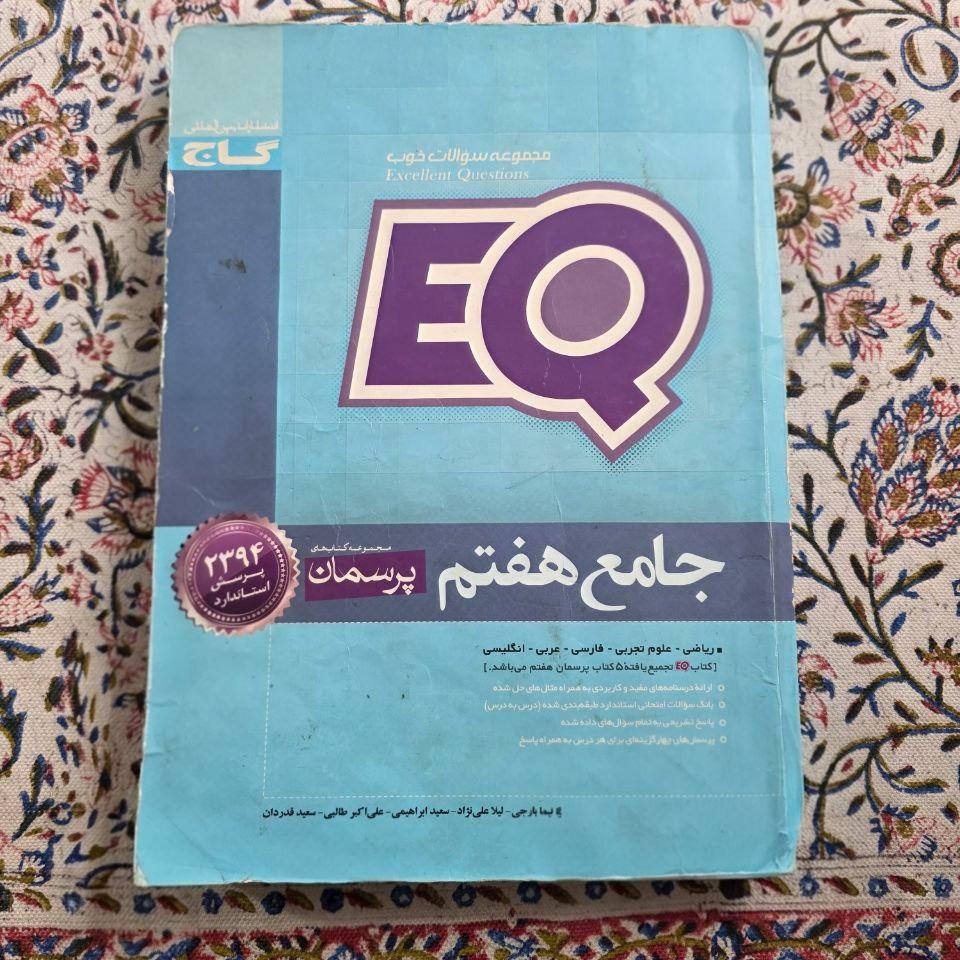 انتشارات بین‌المللی
گاج
مجموعه سؤالات خوب
Excellent Questions
EQ
جامع هفتم
مجموعه کتاب‌های
پرسمان
۲۳۹۴
پرسش
استاندارد
ریاضی - علوم تجربی - فارسی - عربی - انگلیسی
[کتاب EQ تجمیع یافتهٔ ۵ کتاب پرسمان هفتم می‌باشد.]
ارائهٔ درسنامه‌های مفید و کاربردی به همراه مثال‌های حل شده
بانک سؤالات امتحانی استاندارد طبقه‌بندی شده (درس به درس)
پاسخ تشریحی به تمام سؤال‌های داده شده
پرسش‌های چهارگزینه‌ای برای هر درس به همراه پاسخ
نیما بارجی - لیلا علی‌نژاد - سعید ابراهیمی - علی‌اکبر طالبی - سعید قدردان